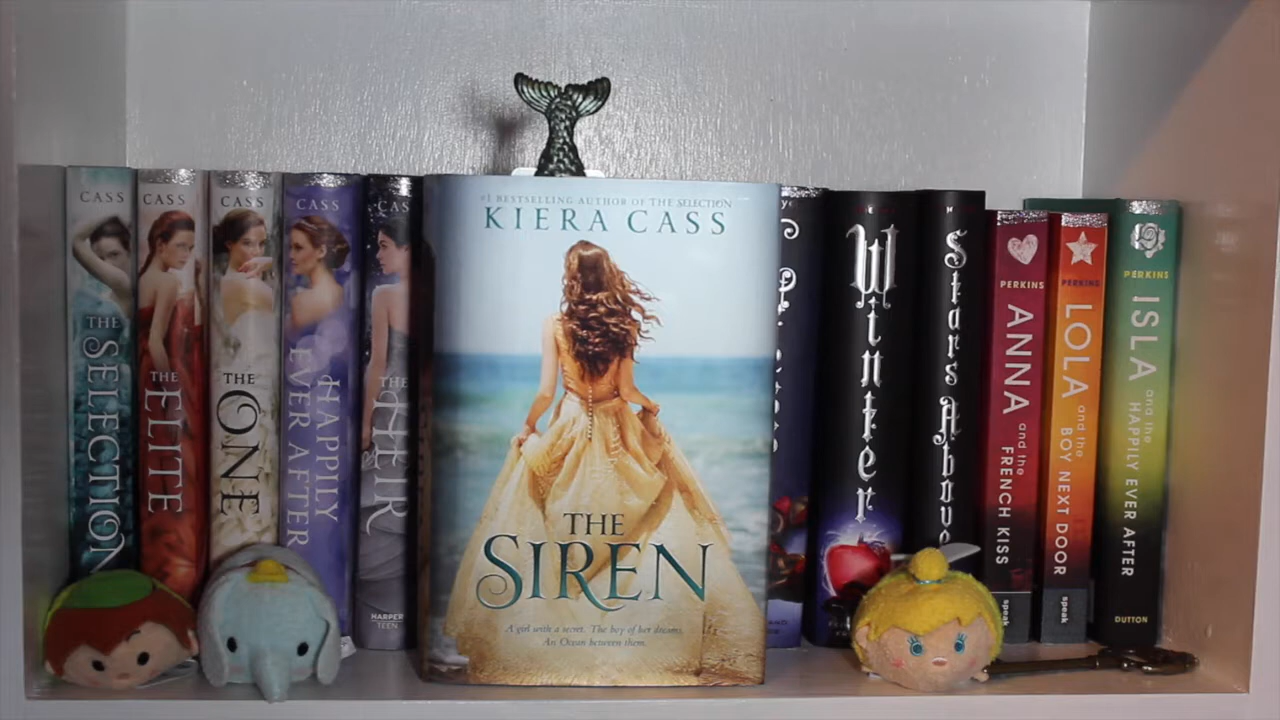 CASS
THE
SELECTION
CASS
THE
ELITE
CASS
THE
ONE
CASS
HAPPILY
EVER AFTER
CAS
THE
HEIR
HARPER
TEEN
#1 BESTSELLING AUTHOR OF THE SELECTION
KIERA CASS
THE
SIREN
A girl with a secret. The boy of her dreams.
An Ocean between them.
Winter
Stars Above
PERKINS
ANNA
and the
FRENCH KISS
speak
PERKINS
LOLA
and the
BOY NEXT DOOR
speak
PERKINS
ISLA
and the
HAPPILY EVER AFTER
DUTTON